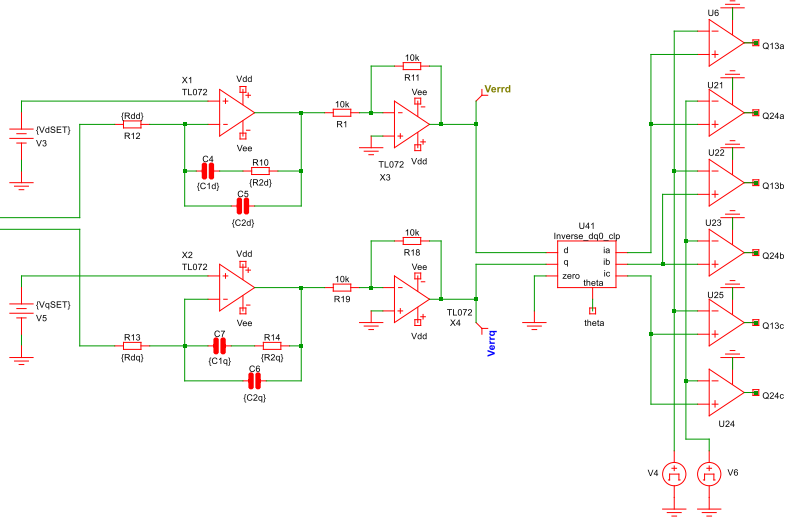 U6
Q13a
X1
TL072
Vdd
Vee
{VdSET}
V3
{Rdd}
R12
C4
{C1d}
R10
{R2d}
C5
{C2d}
10k
R1
10k
R11
Vee
Vdd
TL072
X3
Verrd
U21
Q24a
U22
Q13b
U23
Q24b
U41
Inverse_dq0_clp
d
q
zero
ia
ib
ic
theta
theta
X2
TL072
Vdd
Vee
{VqSET}
V5
R13
{Rdq}
C7
{C1q}
R14
{R2q}
C6
{C2q}
10k
R19
10k
R18
Vee
Vdd
TL072
X4
Verrq
U25
Q13c
Q24c
U24
V4
V6